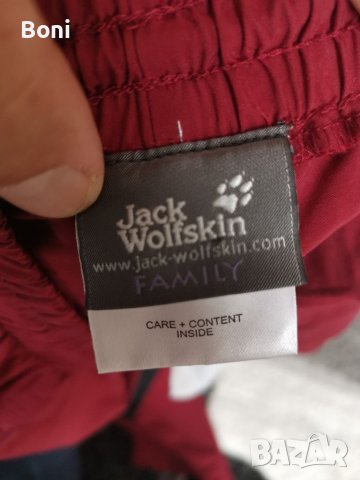 Boni
Jack
Wolfskin
www.jack-wolfskin.com
FAMILY
CARE + CONTENT
INSIDE
BAZAR